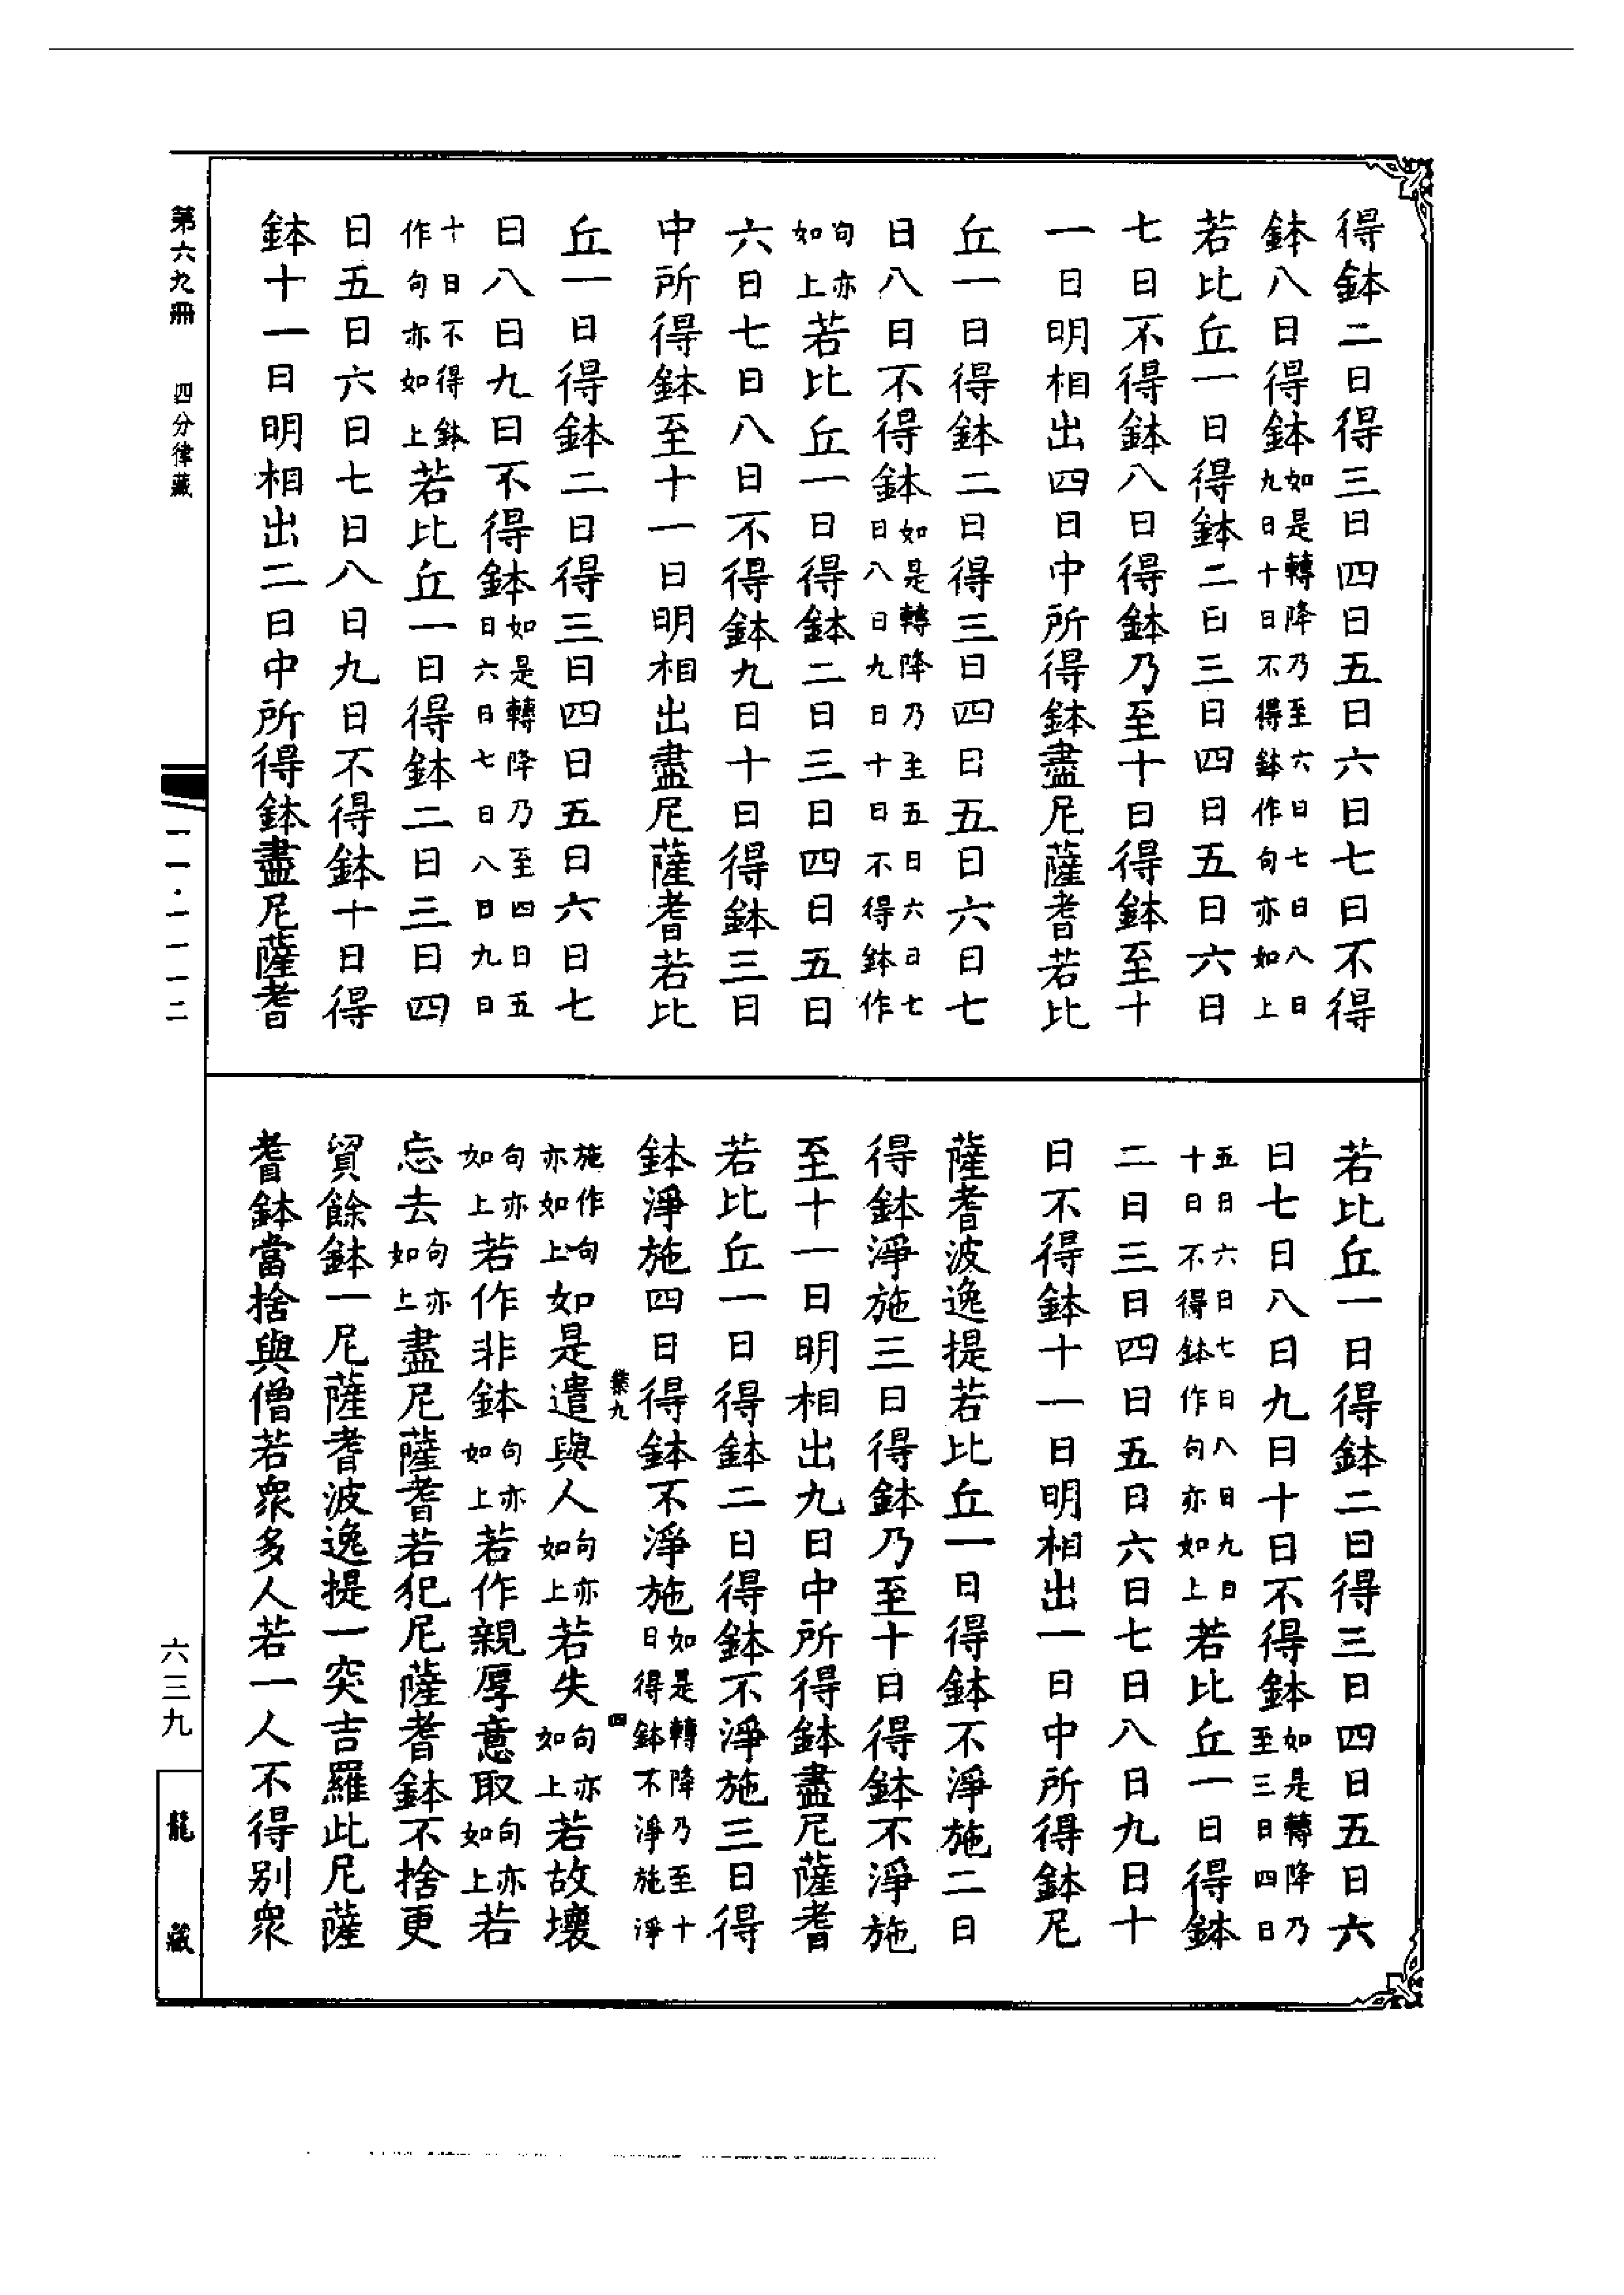 得鉢二日得三日四日五日六日七日不得
鉢八日得鉢如是轉降乃至六日七日八日九日十日不得鉢作句亦如上
若比丘一日得鉢二日三日四日五日六日
七日不得鉢八日得鉢乃至十日得鉢至十
一日明相出四日中所得鉢盡尼薩耆若比
丘一日得鉢二日得三日四日五日六日七
日八日不得鉢如是轉降乃至五日六日七日八日九日十日不得鉢作
句亦如上若比丘一日得鉢二日三日四日五日
六日七日八日不得鉢九日十日得鉢三日
中所得鉢至十一日明相出盡尼薩耆若比
丘一日得鉢二日得三日四日五日六日七
日八日九日不得鉢如是轉降乃至四日五日六日七日八日九日
十日不得鉢作句亦如上若比丘一日得鉢二日三日四
日五日六日七日八日九日不得鉢十日得
鉢十一日明相出二日中所得鉢盡尼薩耆
若比丘一日得鉢二日得三日四日五日六
日七日八日九日十日不得鉢如是轉降乃至三日四日
五日六日七日八日九日十日不得鉢作句亦如上若比丘一日得鉢
二日三日四日五日六日七日八日九日十
日不得鉢十一日明相出一日中所得鉢尼
薩耆波逸提若比丘一日得鉢不淨施二日
得鉢淨施三日得鉢乃至十日得鉢不淨施
至十一日明相出九日中所得鉢盡尼薩耆
若比丘一日得鉢二日得鉢不淨施三日得
鉢淨施四日得鉢不淨施如是轉降乃至十日得鉢不淨施淨
集九
四
施作句亦如上如是遣與人句亦如上若失句亦如上若故壞
句亦如上若作非鉢句亦如上若作親厚意取句亦如上若
忘去句亦如上盡尼薩耆若犯尼薩耆鉢不捨更
貿餘鉢一尼薩耆波逸提一突吉羅此尼薩
耆鉢當捨與僧若眾多人若一人不得別眾
第六九冊 四分律藏
一一·一一一二
六三九
龍藏